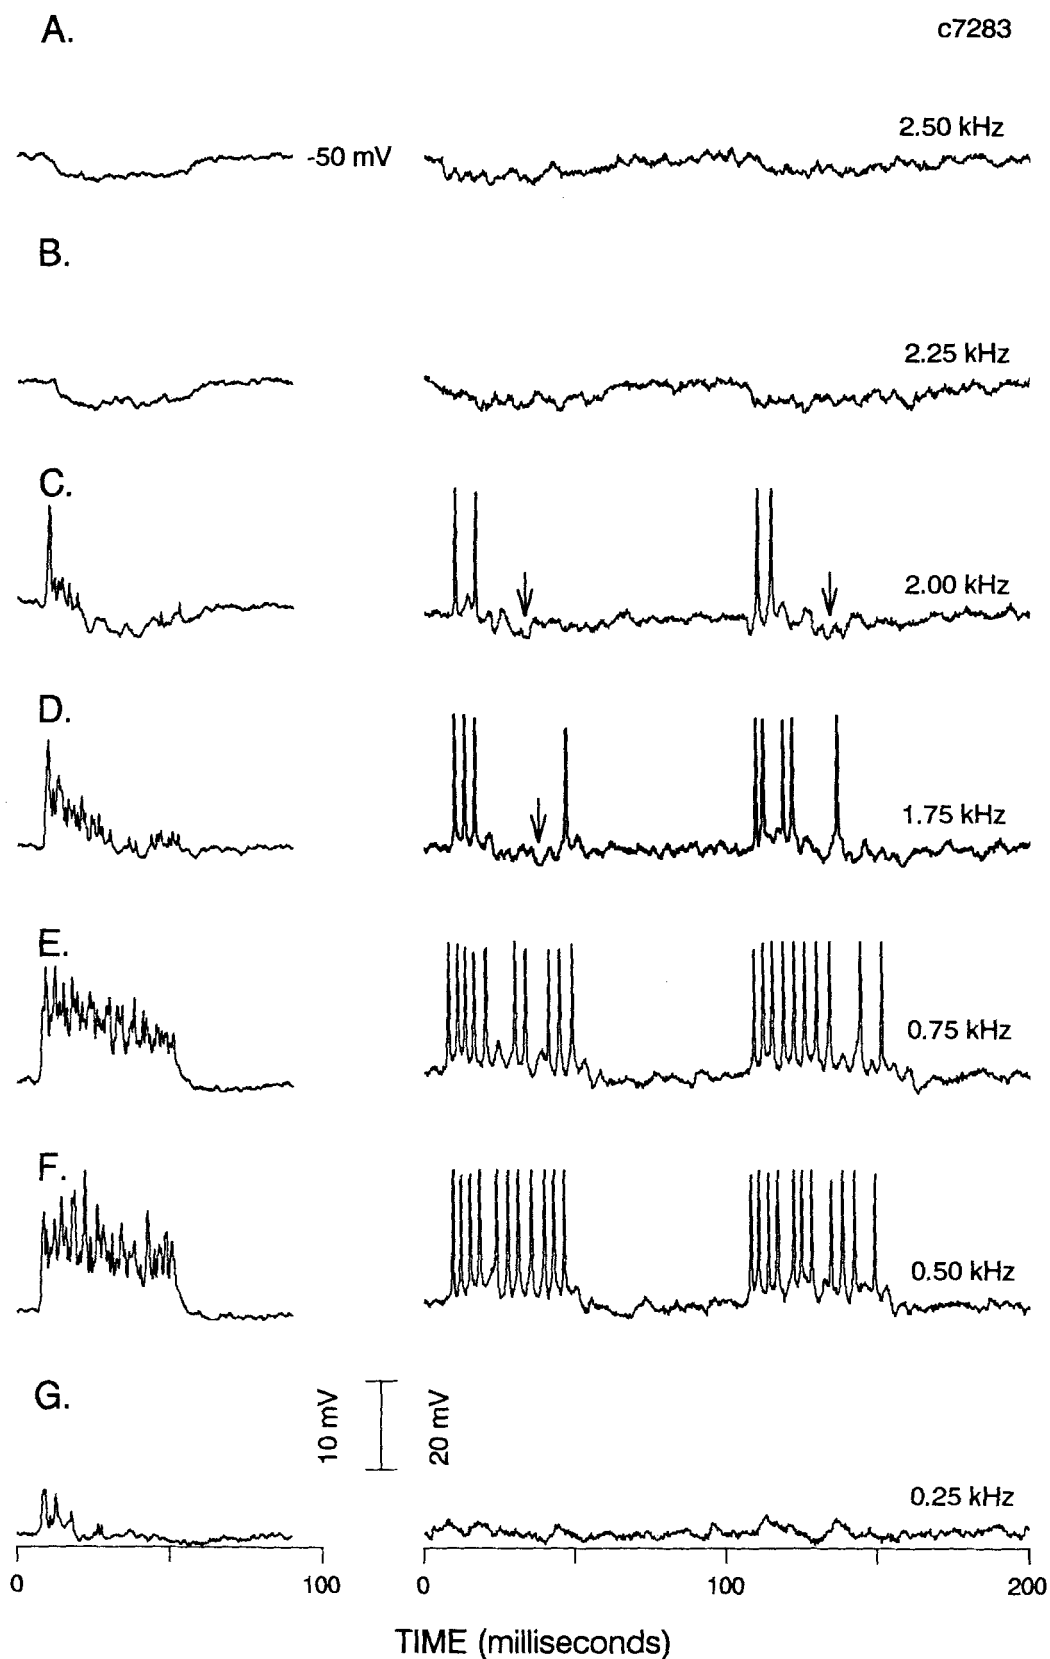 A.
c7283
2.50 kHz
-50 mV
B.
2.25 kHz
C.
2.00 kHz
D.
1.75 kHz
E.
0.75 kHz
F.
0.50 kHz
G.
10 mV
20 mV
0.25 kHz
0 100 0 100 200
TIME (milliseconds)